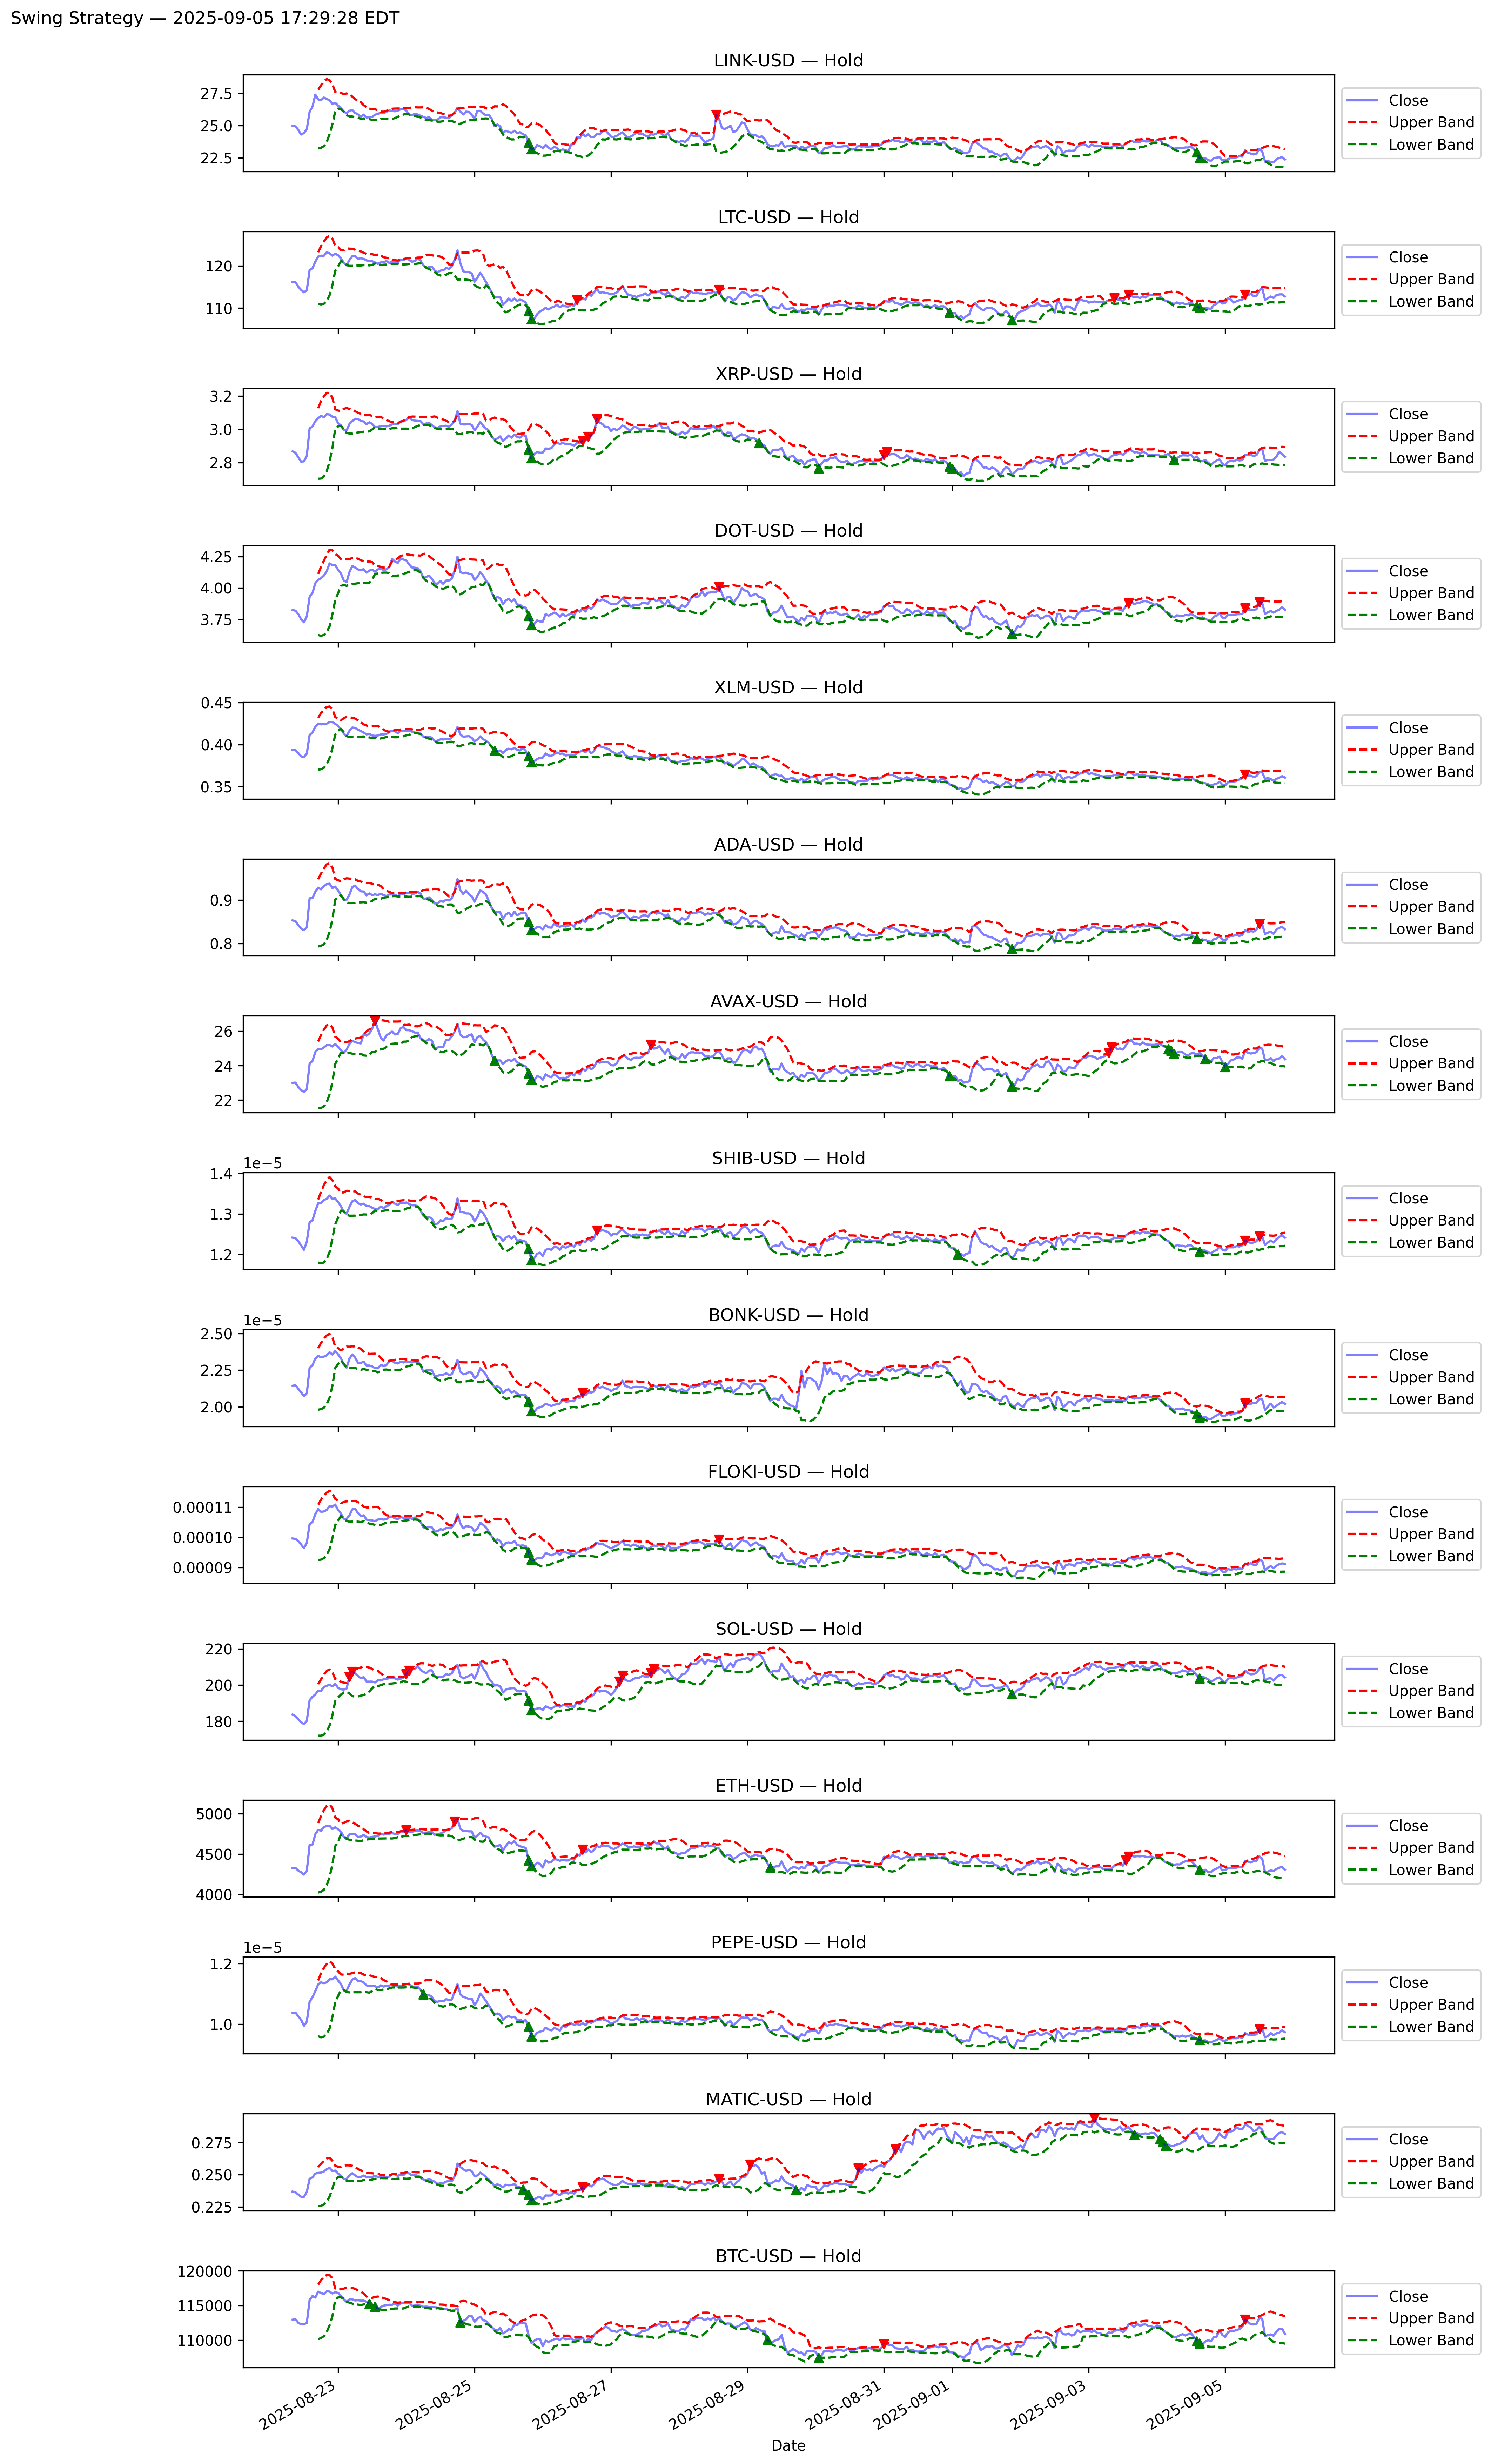 Swing Strategy — 2025-09-05 17:29:28 EDT
LINK-USD — Hold
27.5
25.0
22.5
Close
Upper Band
Lower Band
LTC-USD — Hold
120
110
Close
Upper Band
Lower Band
XRP-USD — Hold
3.2
3.0
2.8
Close
Upper Band
Lower Band
DOT-USD — Hold
4.25
4.00
3.75
Close
Upper Band
Lower Band
XLM-USD — Hold
0.45
0.40
0.35
Close
Upper Band
Lower Band
ADA-USD — Hold
0.9
0.8
Close
Upper Band
Lower Band
AVAX-USD — Hold
26
24
22
Close
Upper Band
Lower Band
SHIB-USD — Hold
1e−5
1.4
1.3
1.2
Close
Upper Band
Lower Band
BONK-USD — Hold
1e−5
2.50
2.25
2.00
Close
Upper Band
Lower Band
FLOKI-USD — Hold
0.00011
0.00010
0.00009
Close
Upper Band
Lower Band
SOL-USD — Hold
220
200
180
Close
Upper Band
Lower Band
ETH-USD — Hold
5000
4500
4000
Close
Upper Band
Lower Band
PEPE-USD — Hold
1e−5
1.2
1.0
Close
Upper Band
Lower Band
MATIC-USD — Hold
0.275
0.250
0.225
Close
Upper Band
Lower Band
BTC-USD — Hold
120000
115000
110000
Close
Upper Band
Lower Band
2025-08-23
2025-08-25
2025-08-27
2025-08-29
2025-08-31
2025-09-01
2025-09-03
2025-09-05
Date